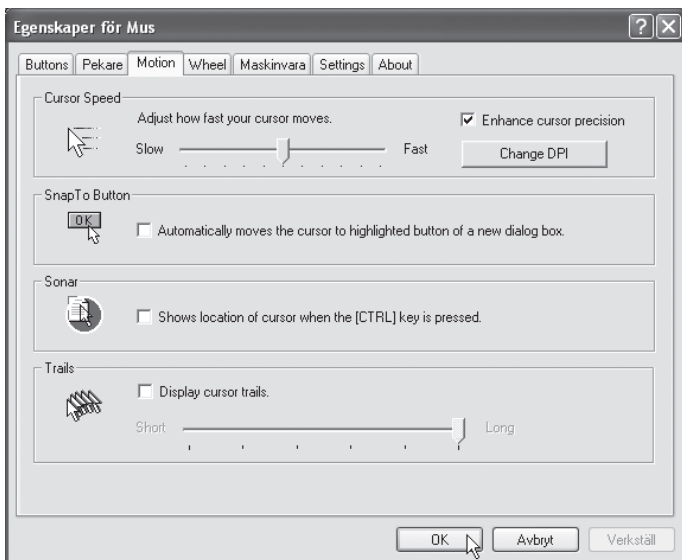 Egenskaper för Mus
Buttons Pekare Motion Wheel Maskinvara Settings About
Cursor Speed
Adjust how fast your cursor moves.
Enhance cursor precision
Slow Fast
Change DPI
SnapTo Button
OK
Automatically moves the cursor to highlighted button of a new dialog box.
Sonar
Shows location of cursor when the [CTRL] key is pressed.
Trails
Display cursor trails.
Short Long
OK Avbryt Verkställ